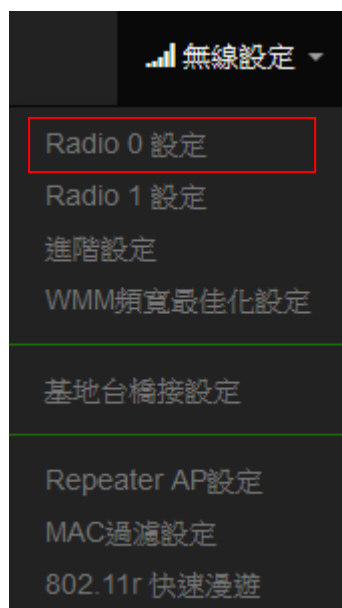 無線設定
Radio 0 設定
Radio 1 設定
進階設定
WMM頻寬最佳化設定
基地台橋接設定
Repeater AP設定
MAC過濾設定
802.11r 快速漫遊